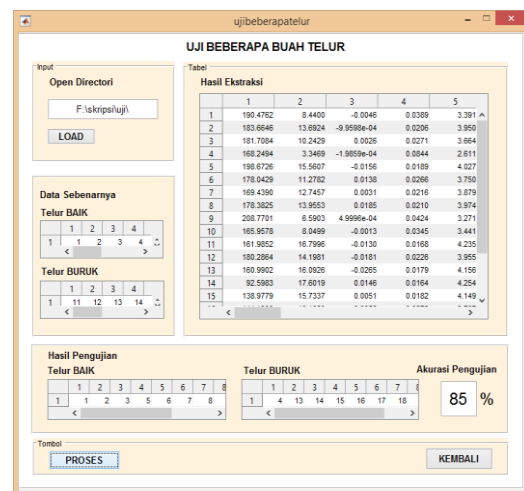 ujibeberapatelur
UJI BEBERAPA BUAH TELUR
Input
Open Directori
F:\skripsi\uji\
LOAD
Data Sebenarnya
Telur BAIK
1 2 3 4
1 1 2 3 4
Telur BURUK
1 2 3 4
1 11 12 13 14
Tabel
Hasil Ekstraksi
1 2 3 4 5
1 190.4762 8.4400 -0.0046 0.0389 3.391
2 183.6646 13.6924 -9.9598e-04 0.0206 3.950
3 181.7084 10.2429 0.0026 0.0271 3.664
4 168.2494 3.3469 -1.9859e-04 0.0844 2.611
5 198.6726 15.5607 -0.0156 0.0189 4.027
6 178.0429 11.2782 0.0138 0.0266 3.750
7 169.4390 12.7457 0.0031 0.0216 3.879
8 178.3825 13.9553 0.0185 0.0210 3.974
9 208.7701 6.5903 4.9996e-04 0.0424 3.271
10 165.9578 8.0499 -0.0013 0.0345 3.441
11 161.9852 16.7996 -0.0130 0.0168 4.235
12 180.2864 14.1981 -0.0181 0.0226 3.955
13 160.9902 16.0926 -0.0265 0.0179 4.156
14 92.5983 17.6019 0.0146 0.0164 4.254
15 138.9779 15.7337 0.0051 0.0182 4.149
Hasil Pengujian
Telur BAIK
1 2 3 4 5 6 7 8
1 1 2 3 5 6 7 8
Telur BURUK
1 2 3 4 5 6 7
1 4 13 14 15 16 17 18
Akurasi Pengujian
85 %
Tombol
PROSES
KEMBALI